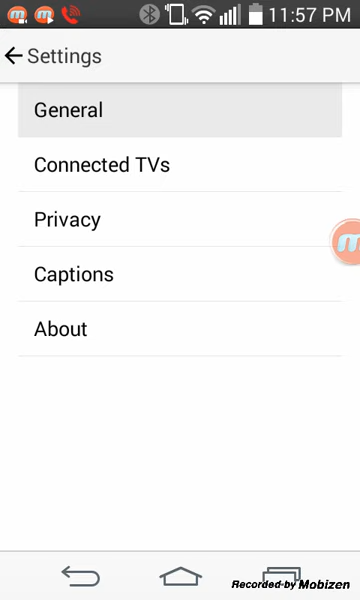 11:57 PM
Settings
General
Connected TVs
Privacy
Captions
About
Recorded by Mobizen